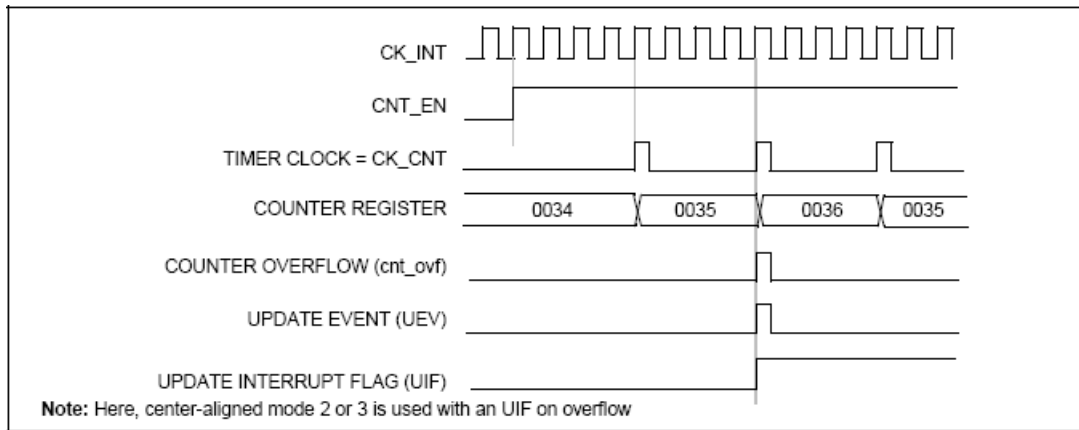 CK_INT
CNT_EN
TIMER CLOCK = CK_CNT
COUNTER REGISTER 0034 0035 0036 0035
COUNTER OVERFLOW (cnt_ovf)
UPDATE EVENT (UEV)
UPDATE INTERRUPT FLAG (UIF)
Note: Here, center-aligned mode 2 or 3 is used with an UIF on overflow